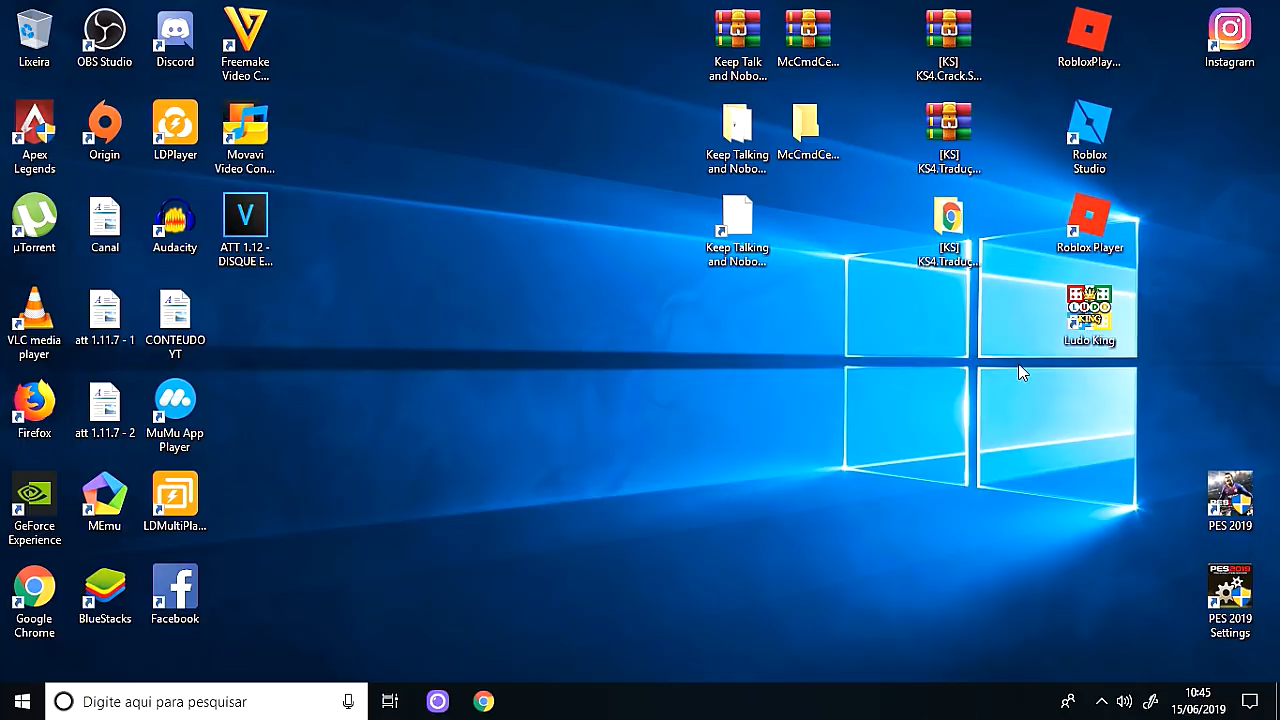 Lixeira
OBS Studio
Discord
Freemake
Video C...
Keep Talk
and Nobo...
McCmdCe...
[KS]
KS4.Crack.S...
RobloxPlay...
Instagram
Apex
Legends
Origin
LDPlayer
Movavi
Video Con...
Keep Talking
and Nobo...
McCmdCe...
[KS]
KS4.Traduç...
Roblox
Studio
µTorrent
Canal
Audacity
V
ATT 1.12 -
DISQUE E...
Keep Talking
and Nobo...
[KS]
KS4.Traduç...
Roblox Player
VLC media
player
att 1.11.7 - 1
CONTEUDO
YT
LUDO
KING
Ludo King
Firefox
att 1.11.7 - 2
MuMu App
Player
GeForce
Experience
MEmu
LDMultiPla...
PES 2019
Google
Chrome
BlueStacks
Facebook
PES2019
PES 2019
Settings
Digite aqui para pesquisar
10:45
15/06/2019